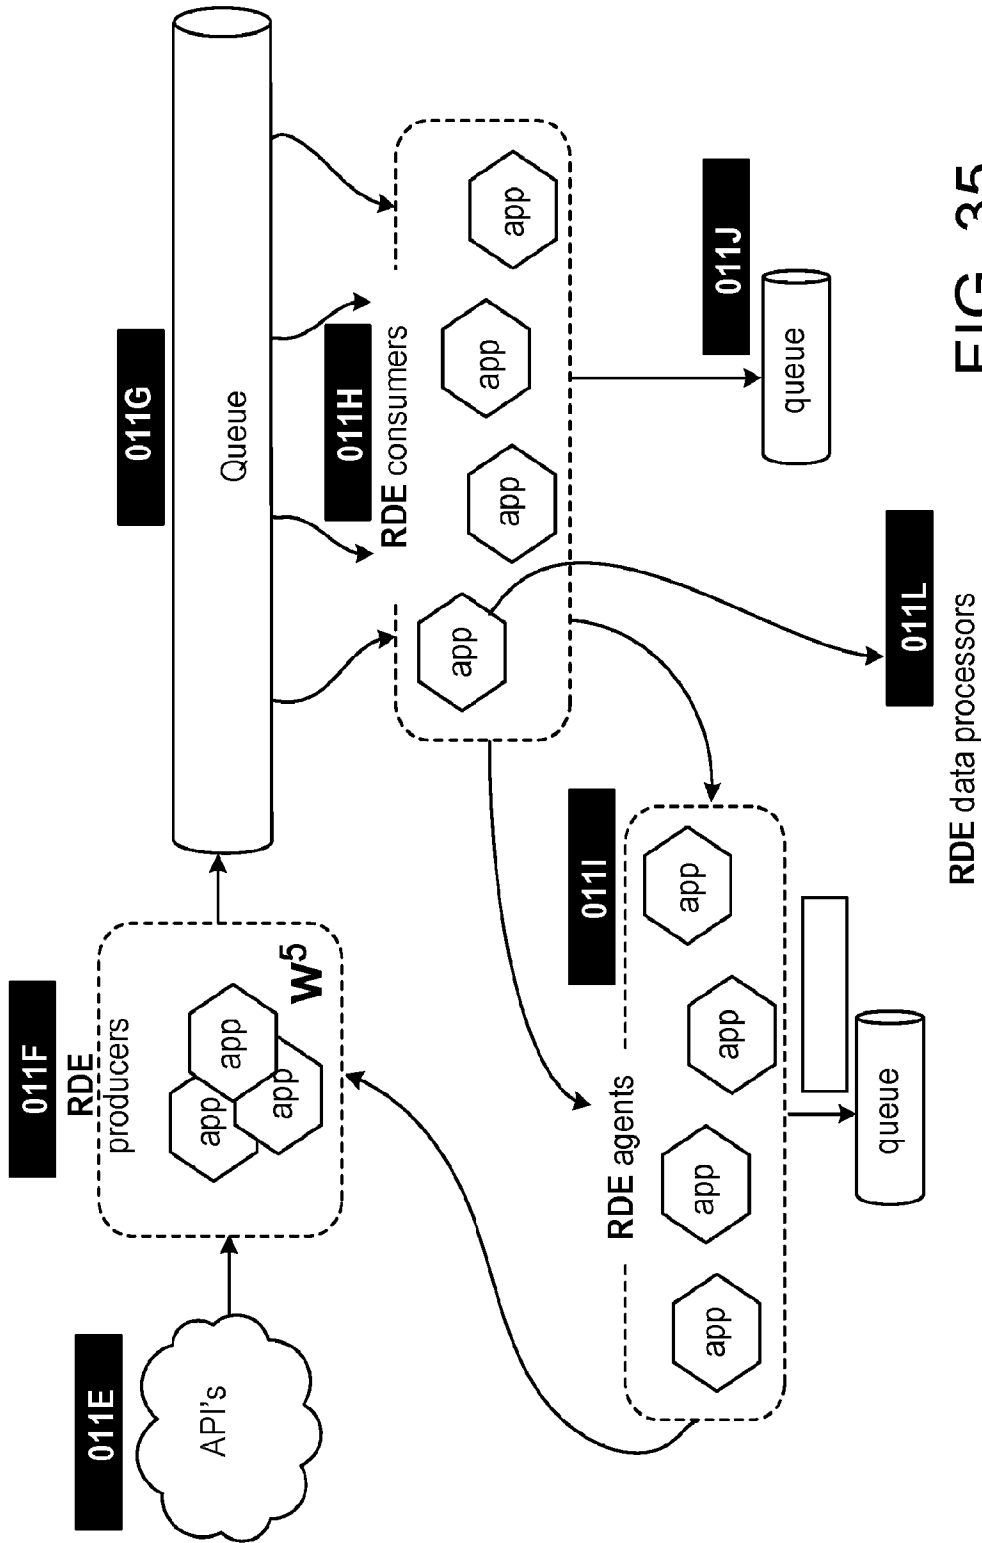 011E
API's
011F
RDE
producers
app
app
app
W5
011G
Queue
011H
RDE consumers
app
app
app
app
011I
RDE agents
app
app
app
app
queue
011J
queue
011L
RDE data processors
FIG. 35